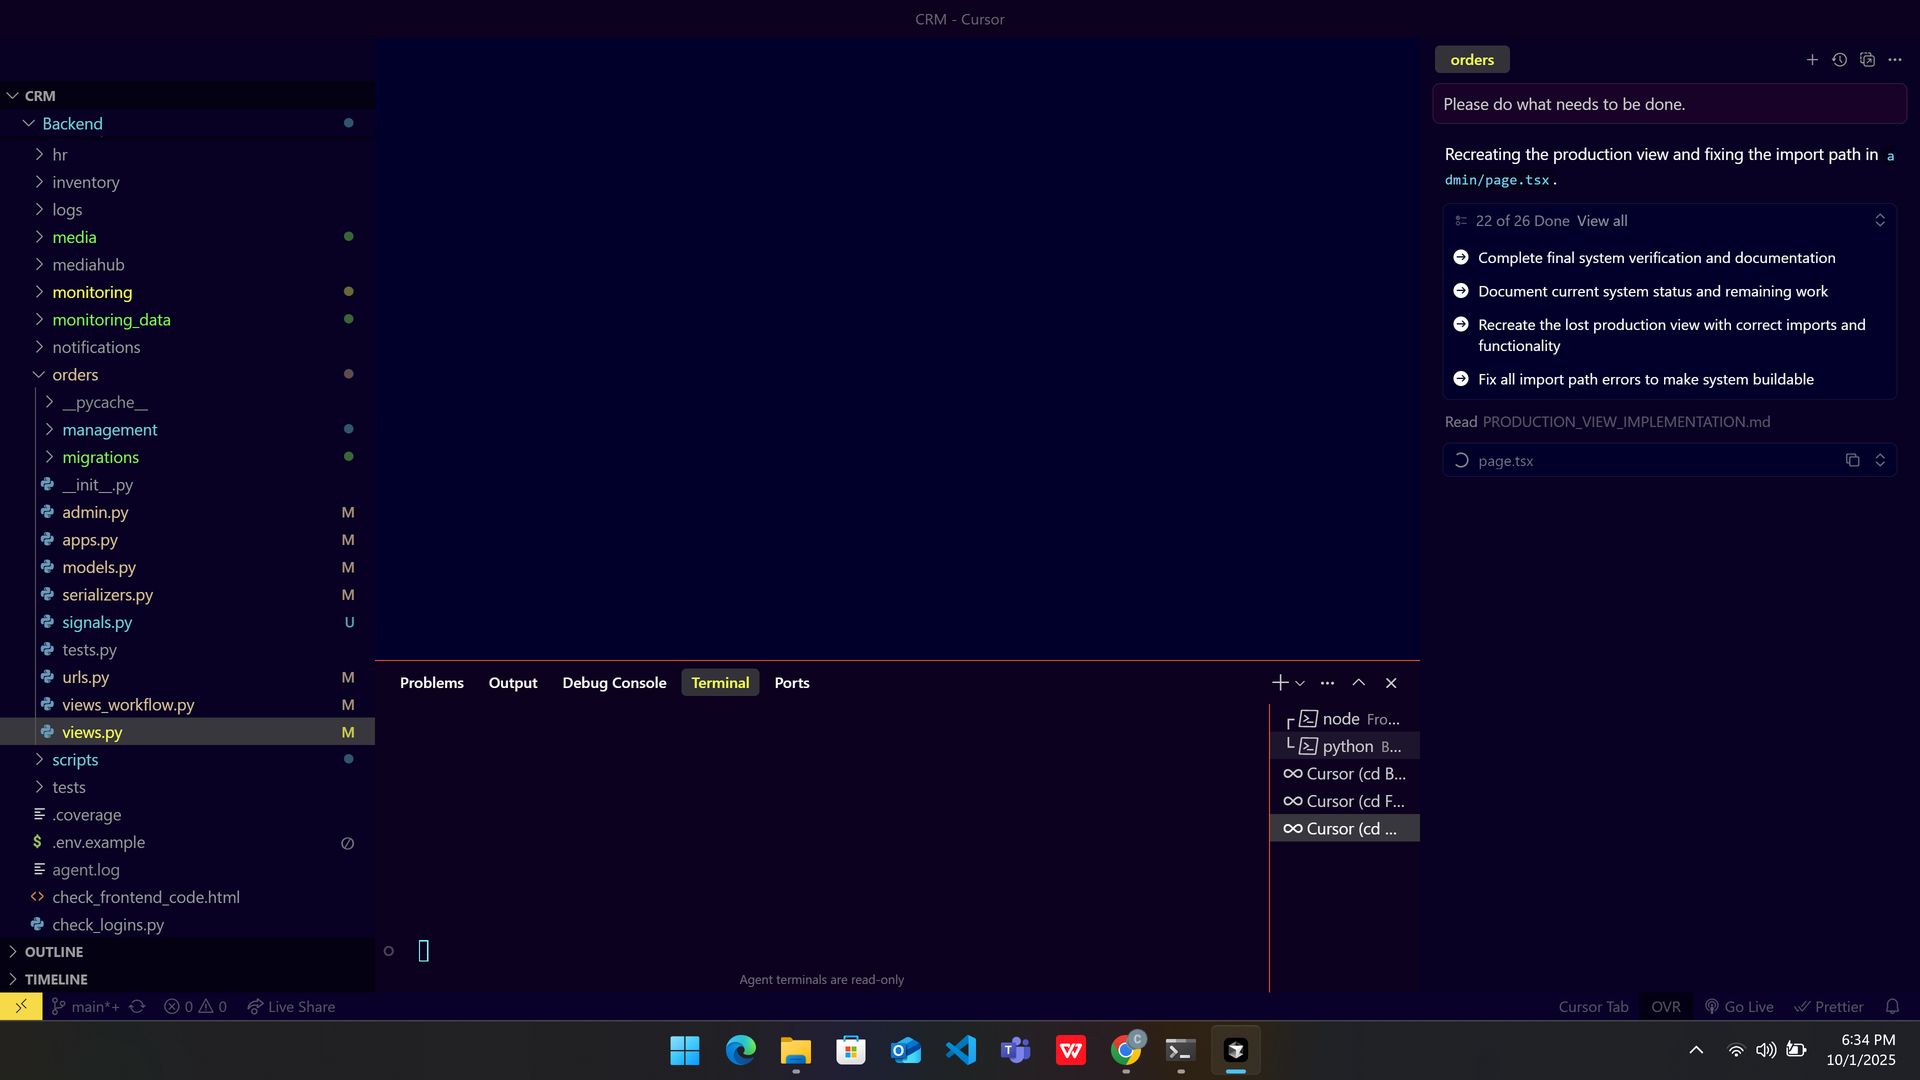 CRM - Cursor
CRM
Backend
hr
inventory
logs
media
mediahub
monitoring
monitoring_data
notifications
orders
__pycache__
management
migrations
__init__.py
admin.py M
apps.py M
models.py M
serializers.py M
signals.py U
tests.py
urls.py M
views_workflow.py M
views.py M
scripts
tests
.coverage
$ .env.example
agent.log
check_frontend_code.html
check_logins.py
OUTLINE
TIMELINE
Problems Output Debug Console Terminal Ports
node Fro...
python B...
Cursor (cd B...
Cursor (cd F...
Cursor (cd ...
Agent terminals are read-only
orders
Please do what needs to be done.
Recreating the production view and fixing the import path in a
dmin/page.tsx.
22 of 26 Done View all
Complete final system verification and documentation
Document current system status and remaining work
Recreate the lost production view with correct imports and
functionality
Fix all import path errors to make system buildable
Read PRODUCTION_VIEW_IMPLEMENTATION.md
page.tsx
main*+ 0 0 Live Share
Cursor Tab OVR Go Live Prettier
C
W
T
6:34 PM
10/1/2025